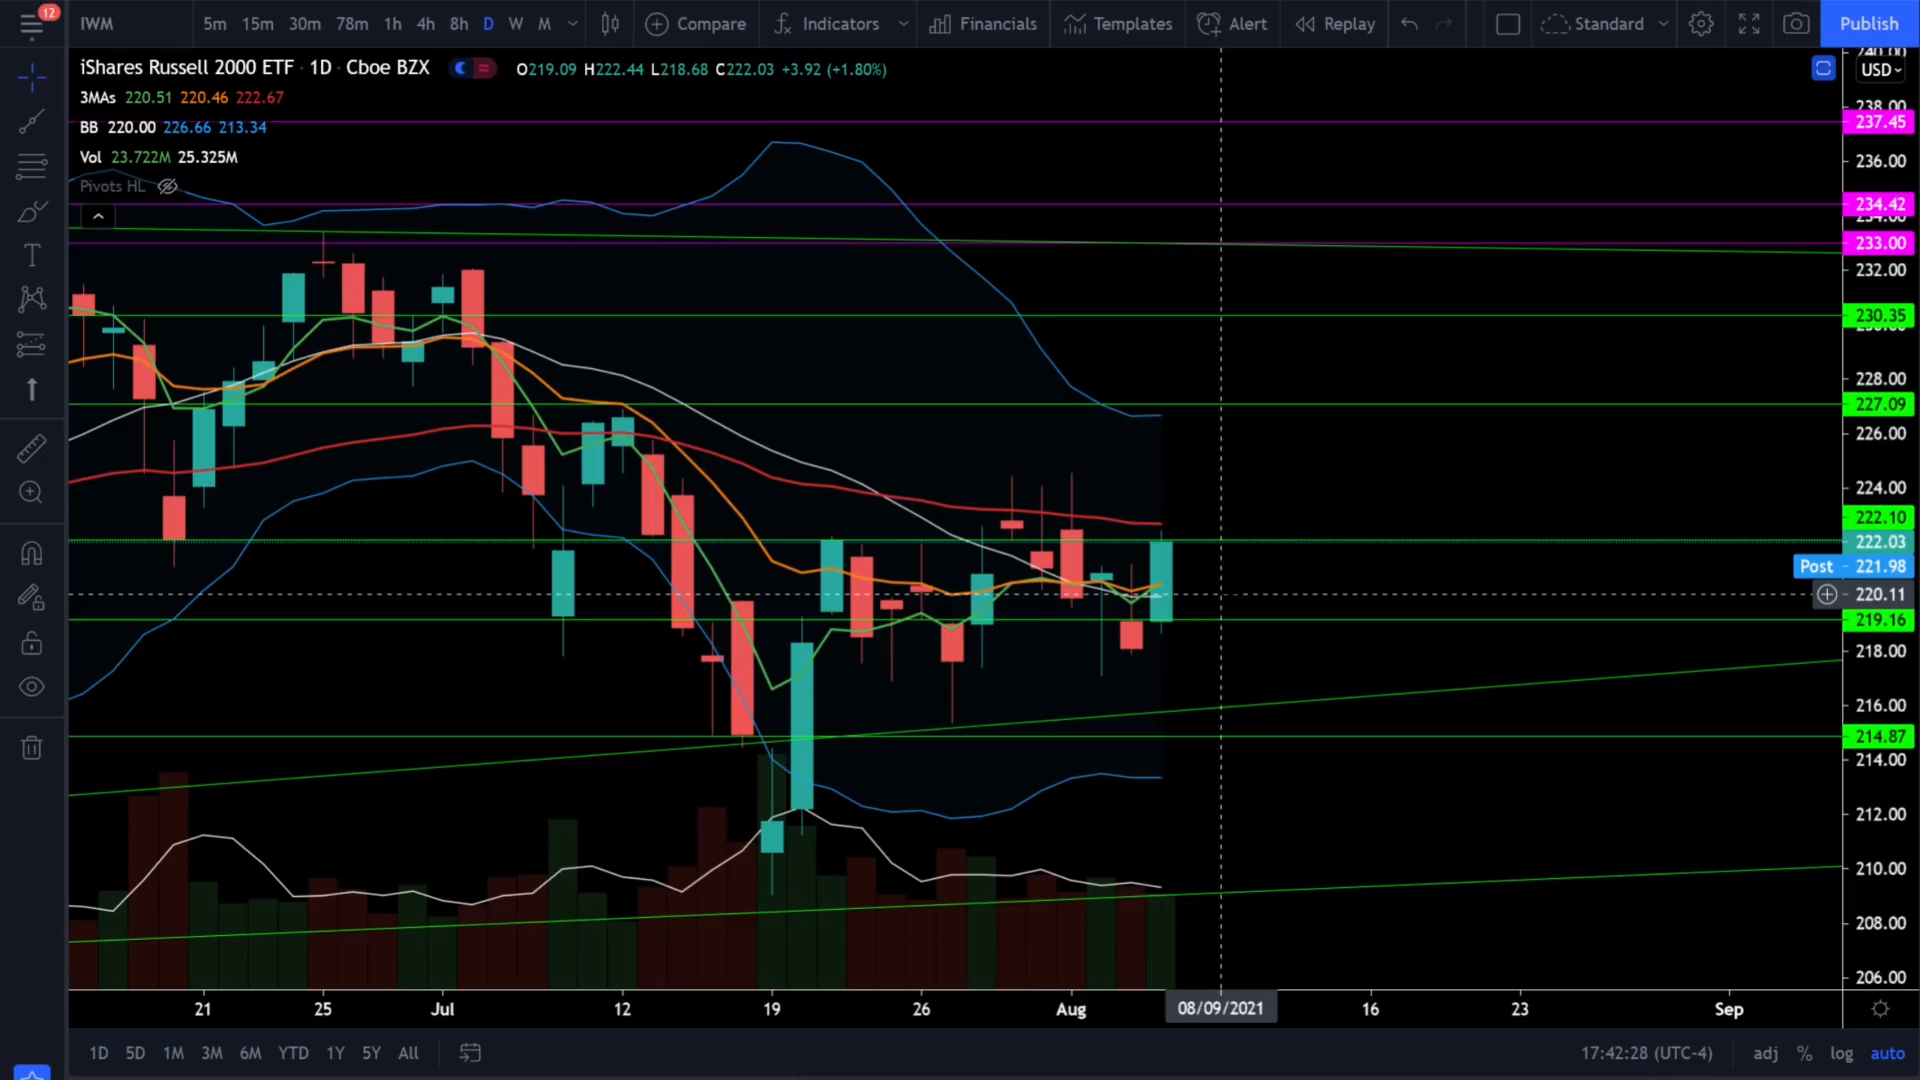 12
IWM
5m 15m 30m 78m 1h 4h 8h D W M
Compare
Indicators
Financials
Templates
Alert
Replay
Standard
Publish
iShares Russell 2000 ETF · 1D · Cboe BZX
O219.09 H222.44 L218.68 C222.03 +3.92 (+1.80%)
USD
3MAs 220.51 220.46 222.67
BB 220.00 226.66 213.34
Vol 23.722M 25.325M
Pivots HL
240.00
238.00
237.45
236.00
234.42
234.00
233.00
232.00
230.35
230.00
228.00
227.09
226.00
224.00
222.10
222.03
Post 221.98
220.11
219.16
218.00
216.00
214.87
214.00
212.00
210.00
208.00
206.00
21 25 Jul 12 19 26 Aug 08/09/2021 16 23 Sep
1D 5D 1M 3M 6M YTD 1Y 5Y All
17:42:28 (UTC-4)
adj % log auto